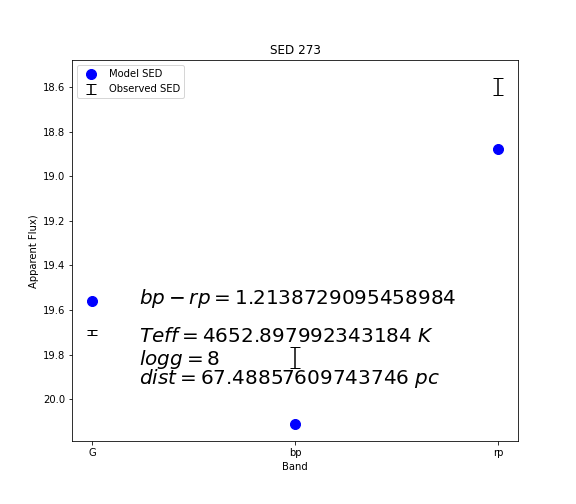 SED 273
Model SED
Observed SED
18.6
18.8
19.0
19.2
19.4
19.6
19.8
20.0
Apparent Flux)
bp − rp = 1.2138729095458984
Teff = 4652.897992343184 K
logg = 8
dist = 67.48857609743746 pc
G
bp
rp
Band